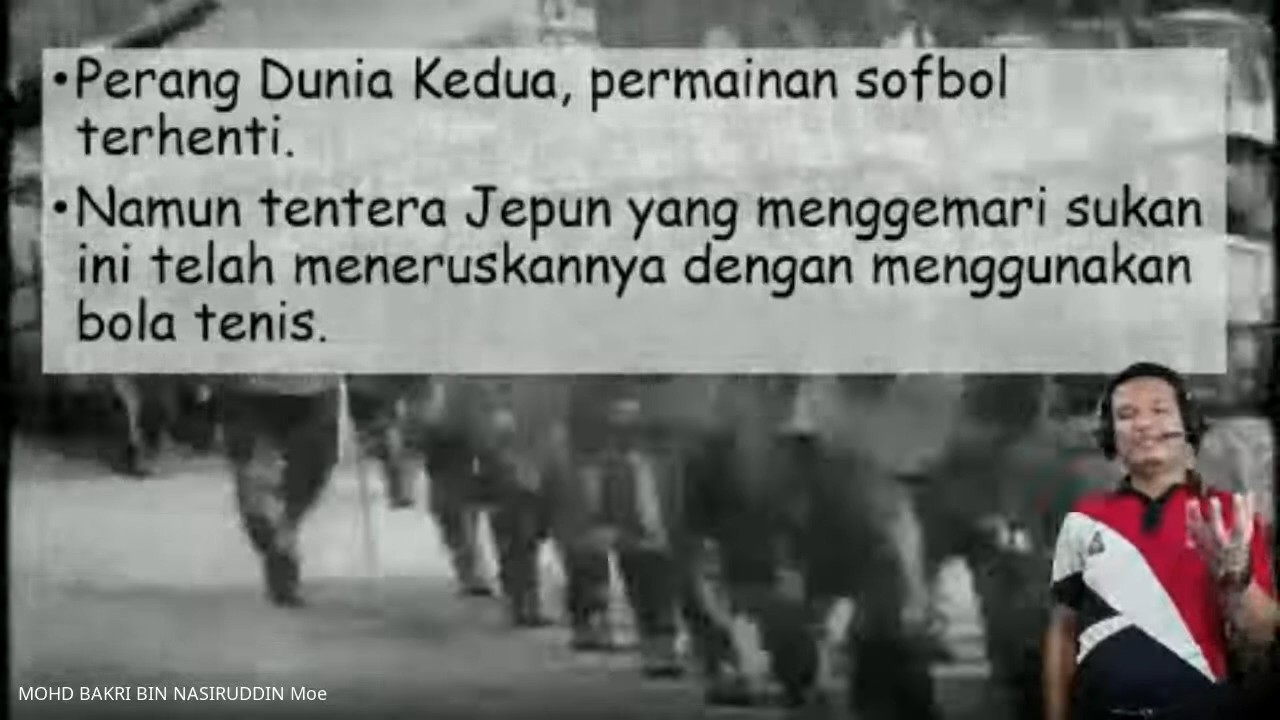 •Perang Dunia Kedua, permainan sofbol
terhenti.
•Namun tentera Jepun yang menggemari sukan
ini telah meneruskannya dengan menggunakan
bola tenis.
MOHD BAKRI BIN NASIRUDDIN Moe